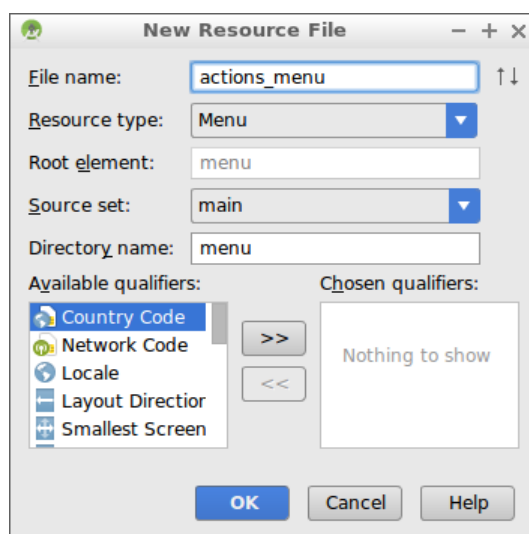 New Resource File
File name: actions_menu
Resource type: Menu
Root element: menu
Source set: main
Directory name: menu
Available qualifiers: Chosen qualifiers:
Country Code
Network Code
Locale
Layout Direction
Smallest Screen
>>
<<
Nothing to show
OK Cancel Help